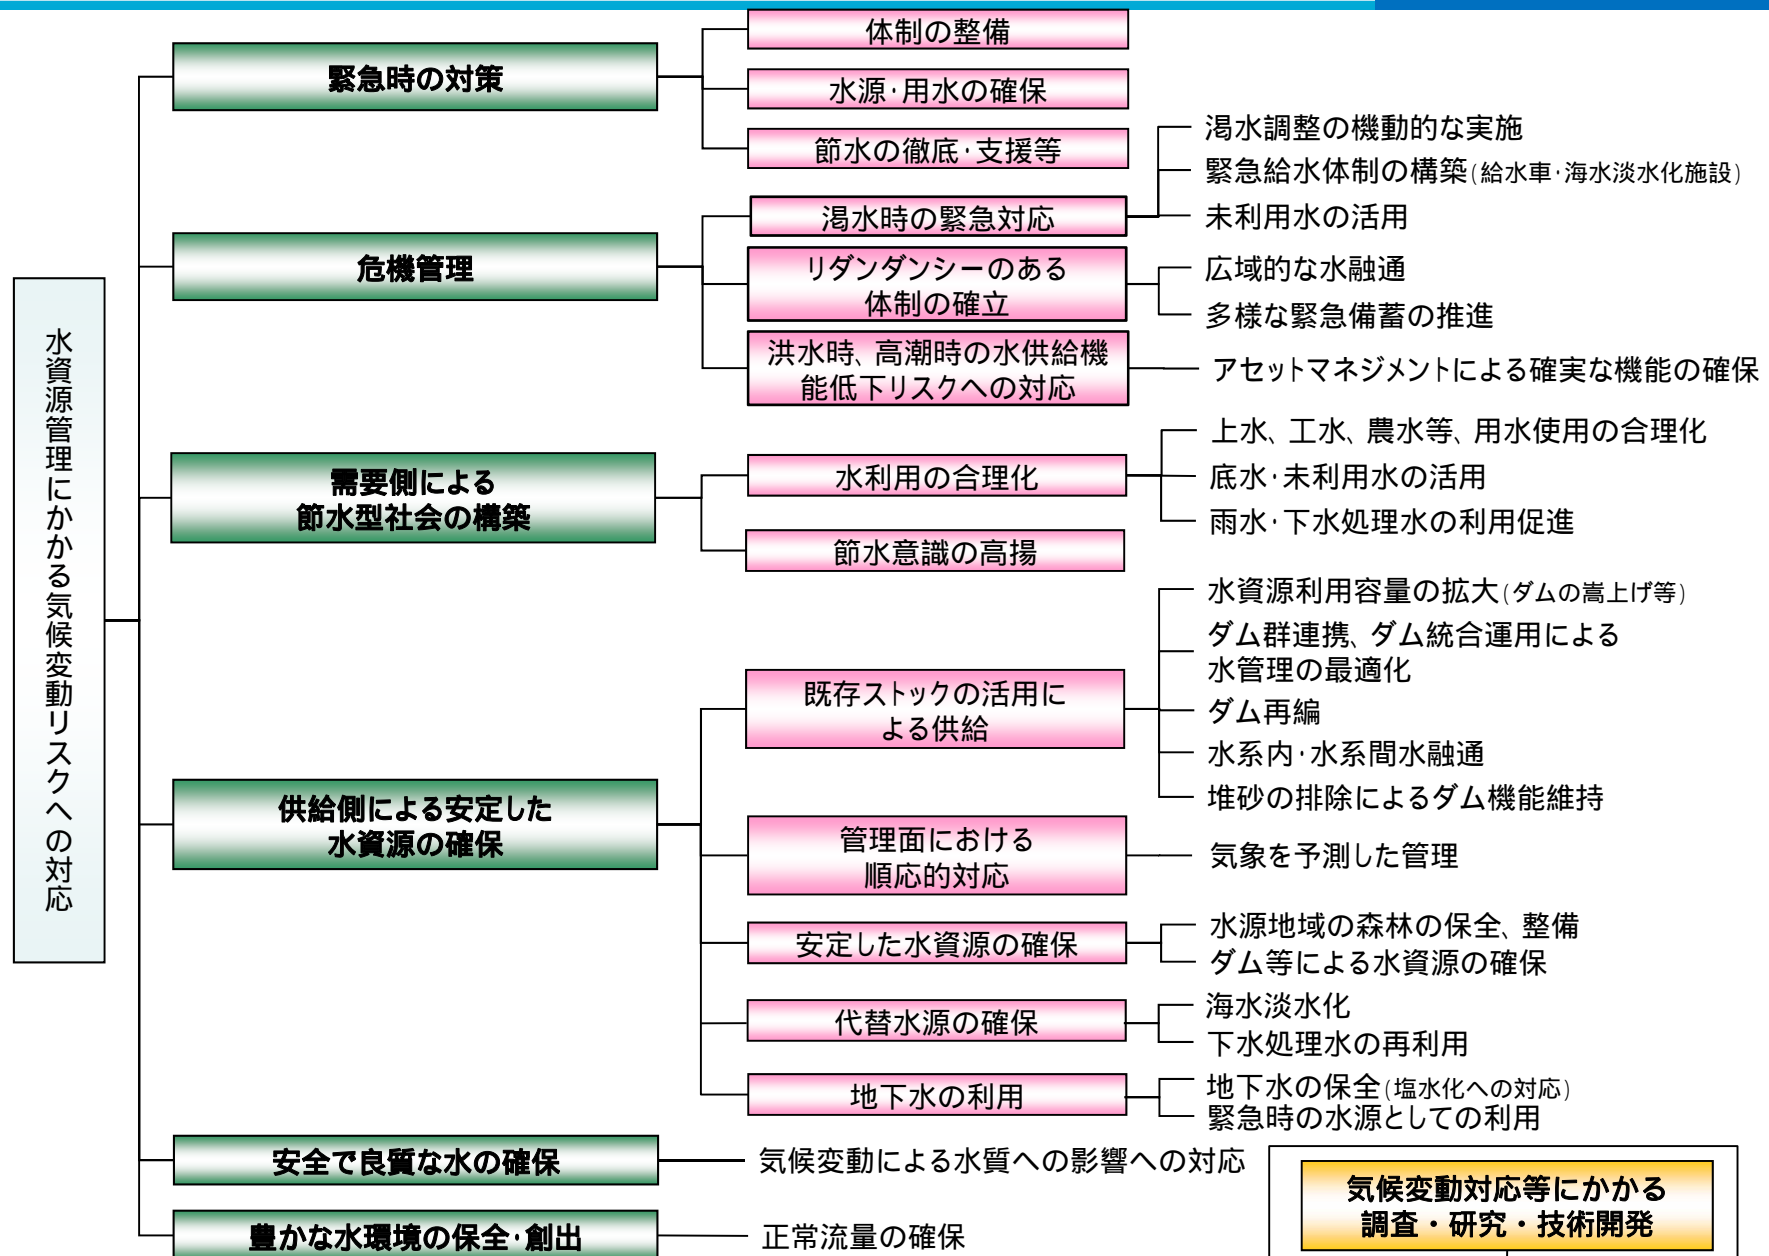 水資源管理にかかる気候変動リスクへの対応
緊急時の対策
体制の整備
水源・用水の確保
節水の徹底・支援等
危機管理
渇水時の緊急対応
渇水調整の機動的な実施
緊急給水体制の構築(給水車・海水淡水化施設)
未利用水の活用
リダンダンシーのある
体制の確立
広域的な水融通
多様な緊急備蓄の推進
洪水時、高潮時の水供給機
能低下リスクへの対応
アセットマネジメントによる確実な機能の確保
需要側による
節水型社会の構築
水利用の合理化
上水、工水、農水等、用水使用の合理化
底水・未利用水の活用
雨水・下水処理水の利用促進
節水意識の高揚
供給側による安定した
水資源の確保
既存ストックの活用に
よる供給
水資源利用容量の拡大(ダムの嵩上げ等)
ダム群連携、ダム統合運用による
水管理の最適化
ダム再編
水系内・水系間水融通
堆砂の排除によるダム機能維持
管理面における
順応的対応
気象を予測した管理
安定した水資源の確保
水源地域の森林の保全、整備
ダム等による水資源の確保
代替水源の確保
海水淡水化
下水処理水の再利用
地下水の利用
地下水の保全(塩水化への対応)
緊急時の水源としての利用
安全で良質な水の確保
気候変動による水質への影響への対応
豊かな水環境の保全・創出
正常流量の確保
気候変動対応等にかかる
調査・研究・技術開発